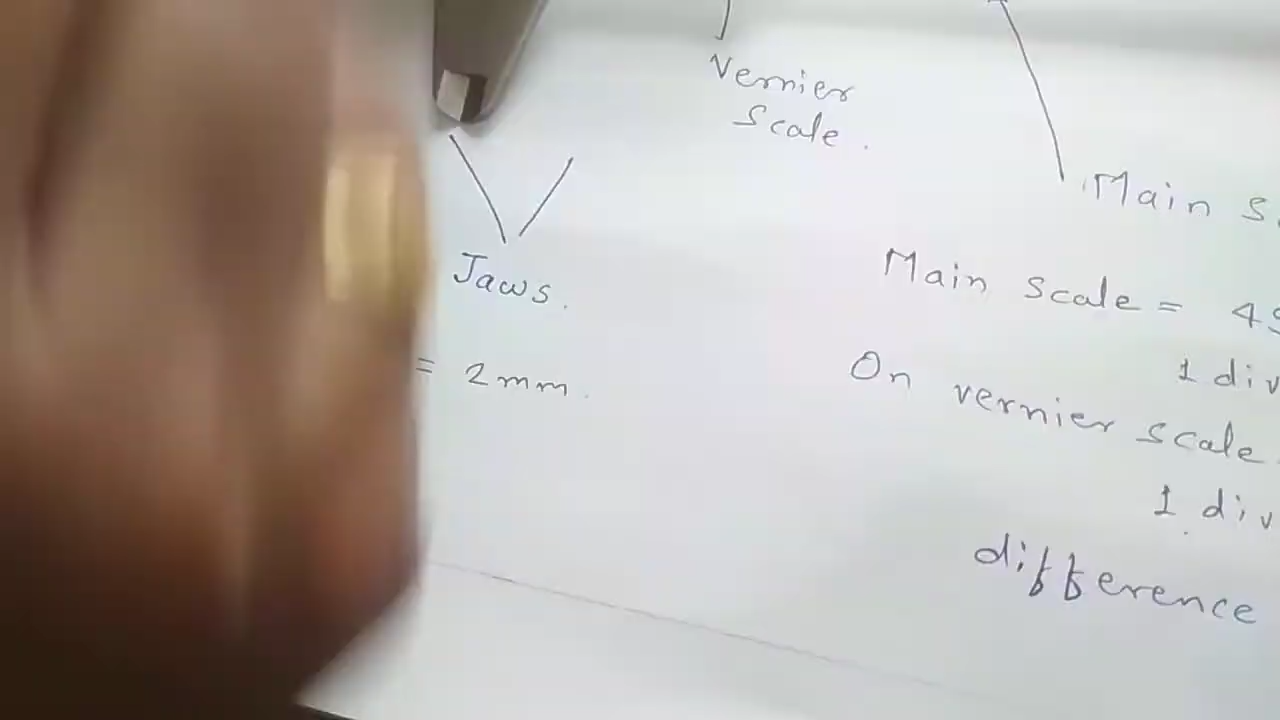 Vernier
Scale.
Main
Jaws.
Main Scale =
= 2mm.
1 div
On vernier scale
1 div
difference